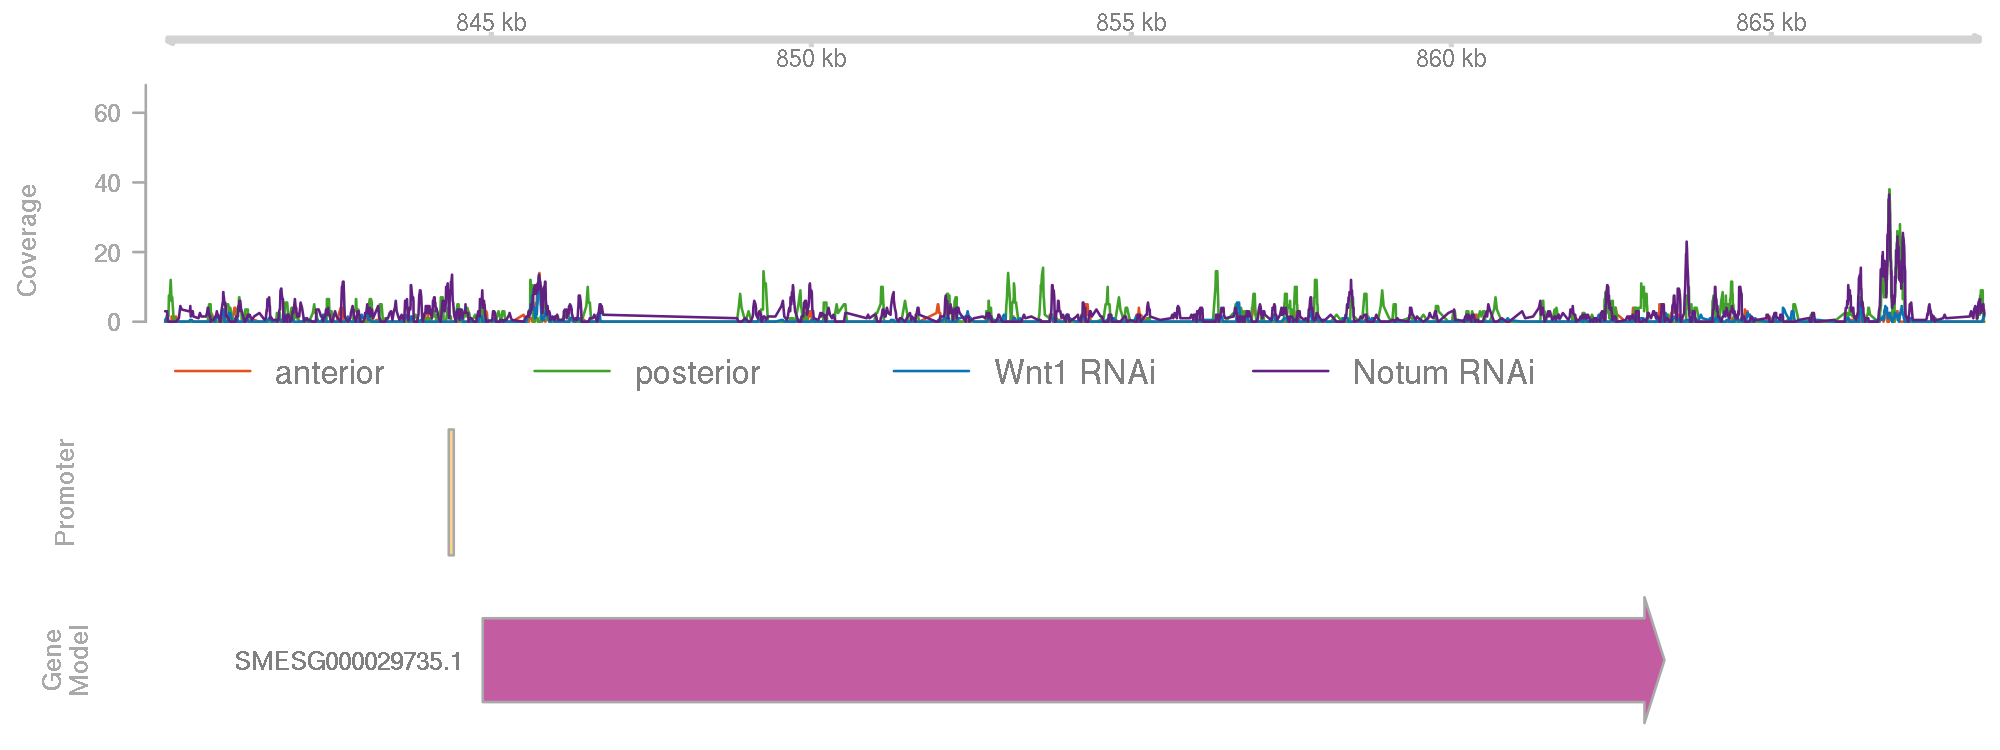 845 kb
855 kb
865 kb
850 kb
860 kb
60
40
20
0
Coverage
anterior
posterior
Wnt1 RNAi
Notum RNAi
Promoter
Gene
Model
SMESG000029735.1